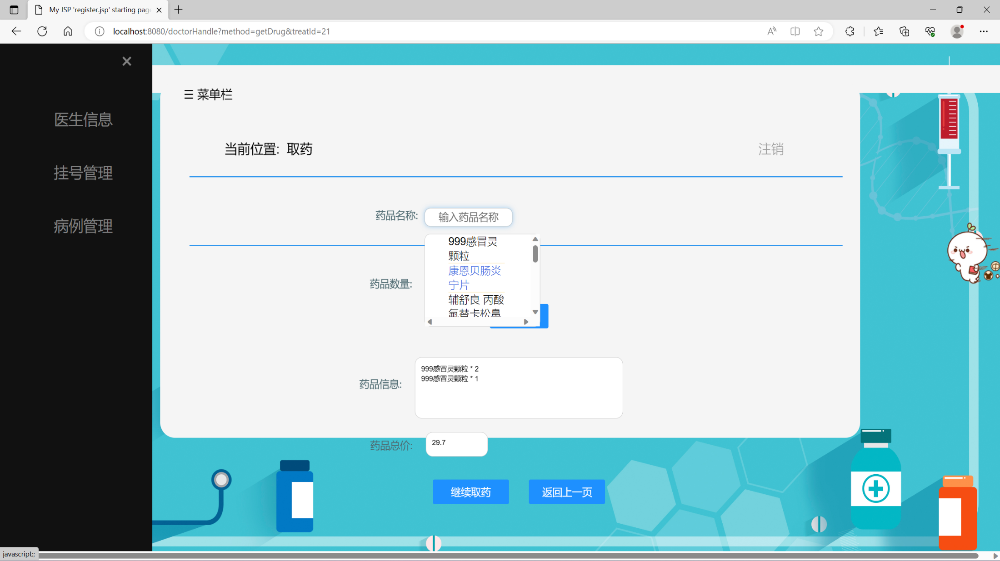 My JSP 'register.jsp' starting page
localhost:8080/doctorHandle?method=getDrug&treatId=21
医生信息
挂号管理
病例管理
☰ 菜单栏
当前位置: 取药
注销
药品名称:
输入药品名称
999感冒灵
颗粒
康恩贝肠炎
宁片
辅舒良 丙酸
氟替卡松鼻
药品数量:
药品信息:
999感冒灵颗粒 * 2
999感冒灵颗粒 * 1
药品总价:
29.7
继续取药
返回上一页
javascript:;